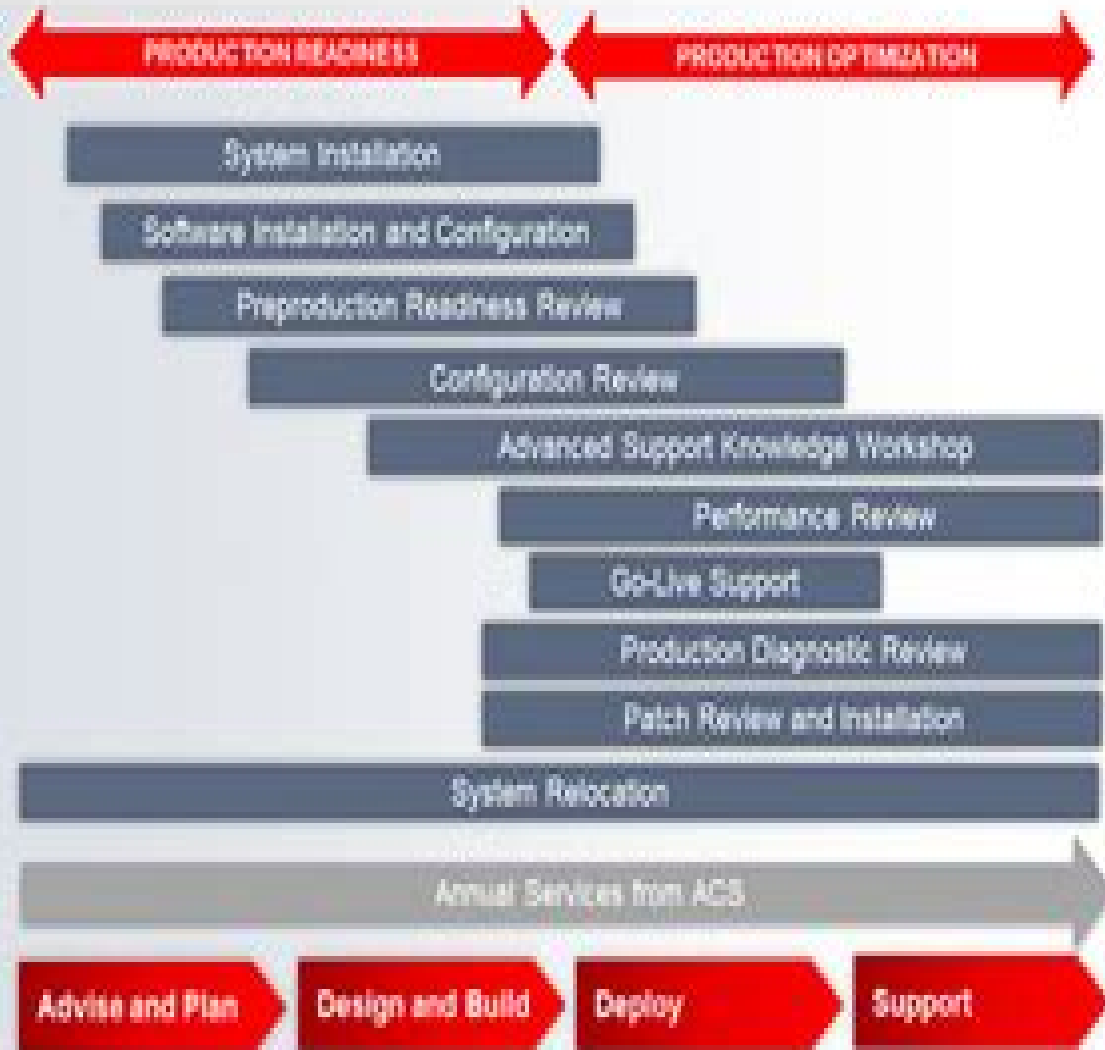 PRODUCTION READINESS
PRODUCTION OPTIMIZATION
System Installation
Software Installation and Configuration
Preproduction Readiness Review
Configuration Review
Advanced Support Knowledge Workshop
Performance Review
Go-Live Support
Production Diagnostic Review
Patch Review and Installation
System Relocation
Annual Services from ACS
Advise and Plan
Design and Build
Deploy
Support